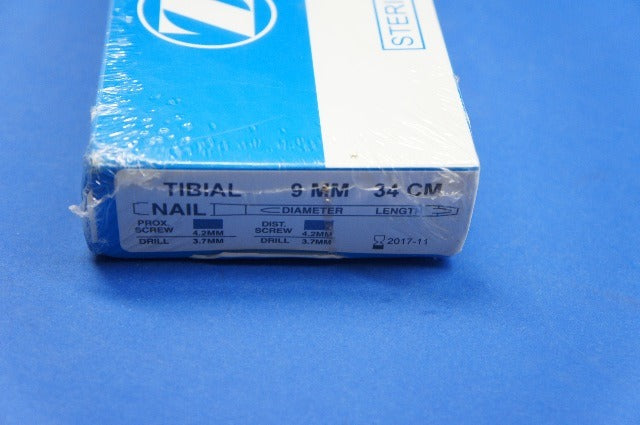 Z
STERI
TIBIAL 9 MM 34 CM
NAIL DIAMETER LENGTH
PROX. SCREW 4.2MM DIST. SCREW 4.2MM
DRILL 3.7MM DRILL 3.7MM
2017-11